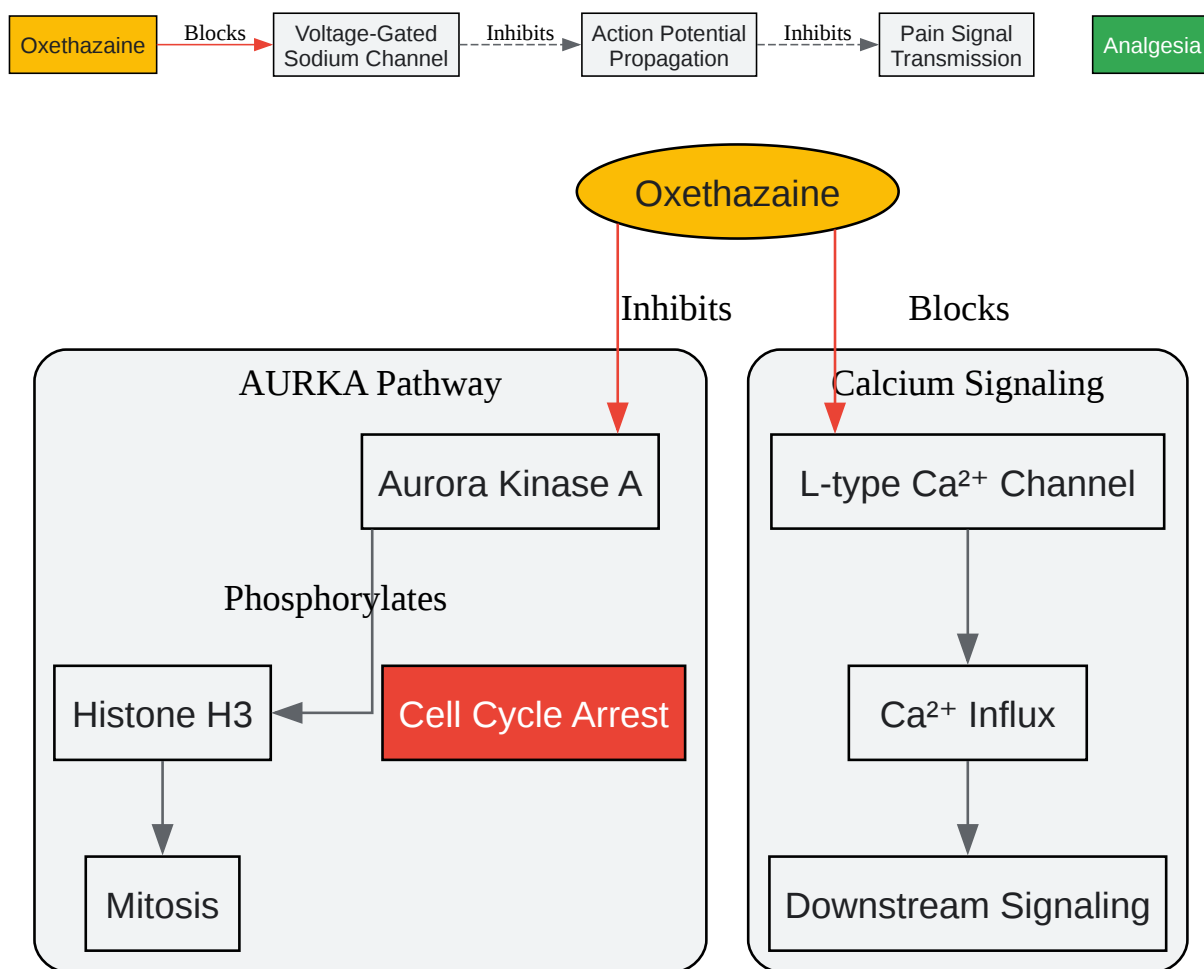 Oxethazaine
Blocks
Voltage-Gated
Sodium Channel
Inhibits
Action Potential
Propagation
Inhibits
Pain Signal
Transmission
Analgesia
Oxethazaine
Inhibits
Blocks
AURKA Pathway
Calcium Signaling
Aurora Kinase A
L-type Ca²⁺ Channel
Phosphorylates
Histone H3
Cell Cycle Arrest
Ca²⁺ Influx
Mitosis
Downstream Signaling